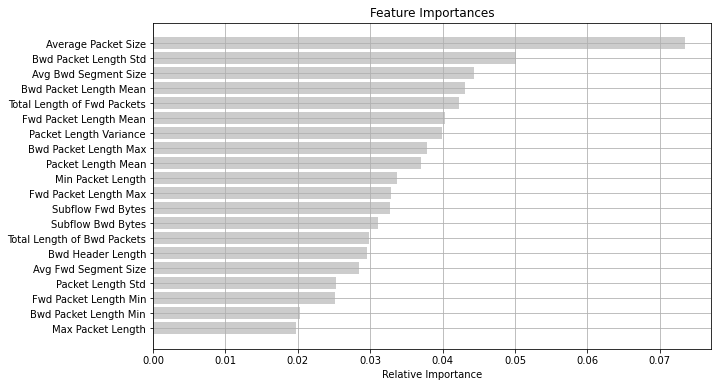 Feature Importances
Average Packet Size
Bwd Packet Length Std
Avg Bwd Segment Size
Bwd Packet Length Mean
Total Length of Fwd Packets
Fwd Packet Length Mean
Packet Length Variance
Bwd Packet Length Max
Packet Length Mean
Min Packet Length
Fwd Packet Length Max
Subflow Fwd Bytes
Subflow Bwd Bytes
Total Length of Bwd Packets
Bwd Header Length
Avg Fwd Segment Size
Packet Length Std
Fwd Packet Length Min
Bwd Packet Length Min
Max Packet Length
0.00 0.01 0.02 0.03 0.04 0.05 0.06 0.07
Relative Importance